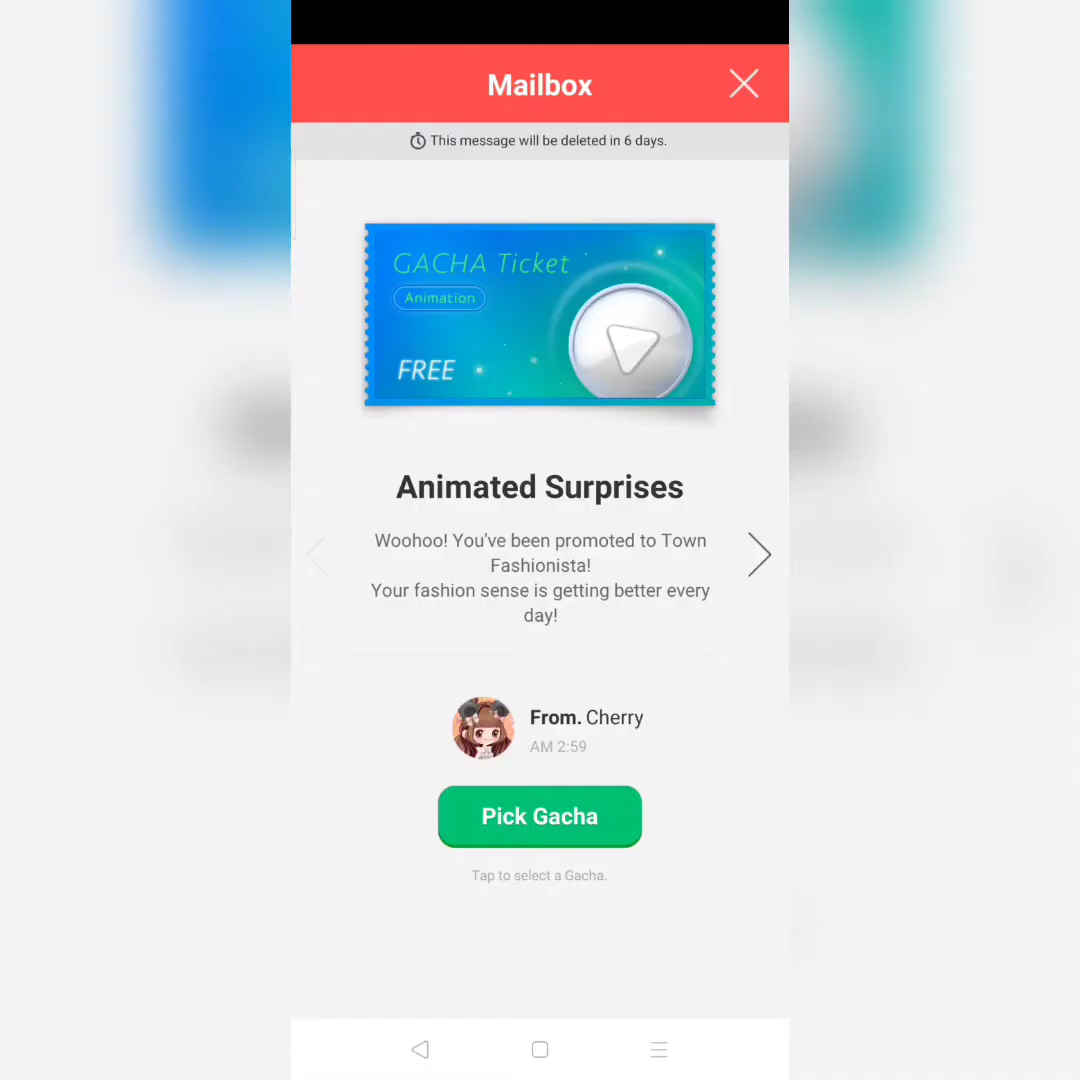 Mailbox
This message will be deleted in 6 days.
GACHA Ticket
Animation
FREE
Animated Surprises
Woohoo! You've been promoted to Town
Fashionista!
Your fashion sense is getting better every
day!
From. Cherry
AM 2:59
Pick Gacha
Tap to select a Gacha.